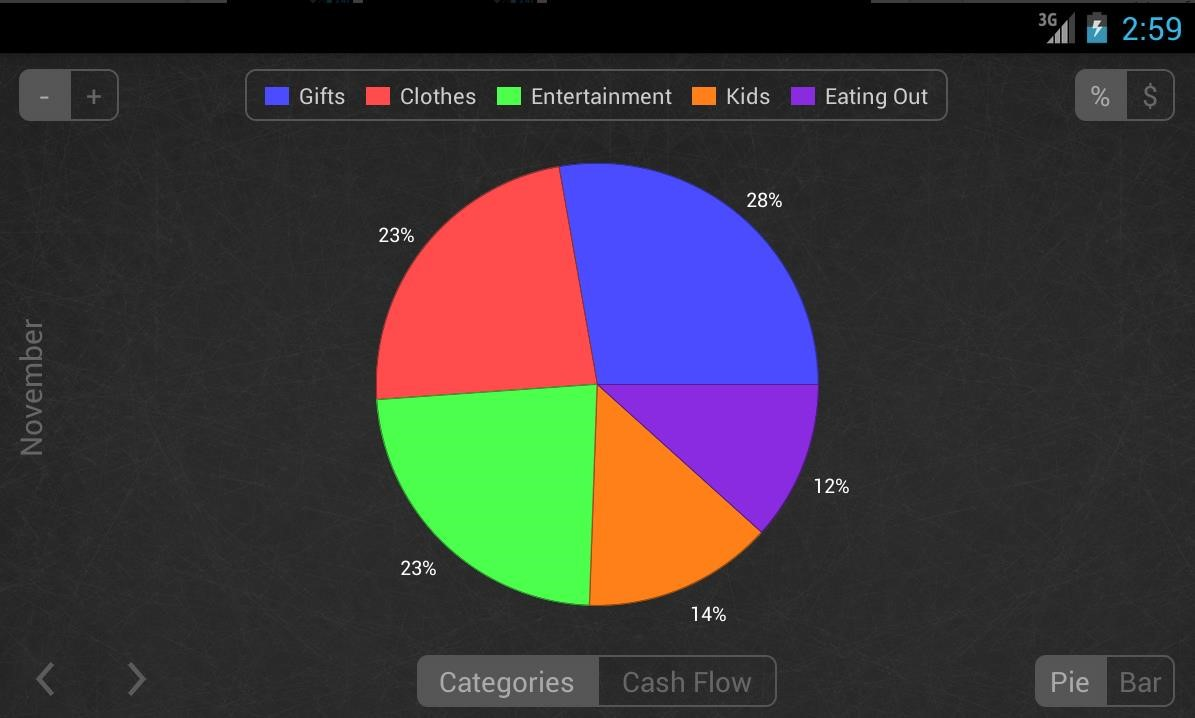 3G 2:59
- +
Gifts Clothes Entertainment Kids Eating Out
% $
28%
23%
November
12%
23%
14%
Categories Cash Flow
Pie Bar